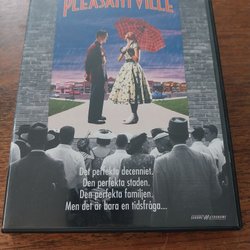 PLEASANTVILLE
Det perfekta decenniet.
Den perfekta staden.
Den perfekta familjen.
Men det är bara en tidsfråga....